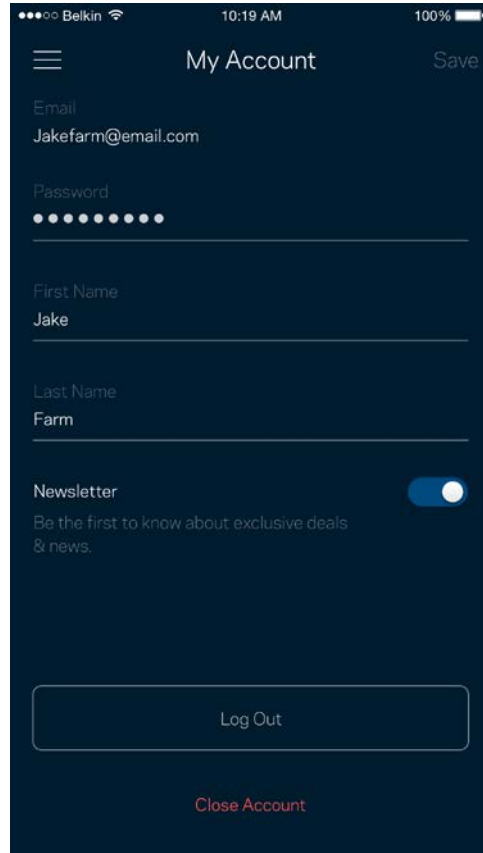 Belkin 10:19 AM 100%
My Account Save
Email
Jakefarm@email.com
Password
●●●●●●●●●
First Name
Jake
Last Name
Farm
Newsletter
Be the first to know about exclusive deals
& news.
Log Out
Close Account